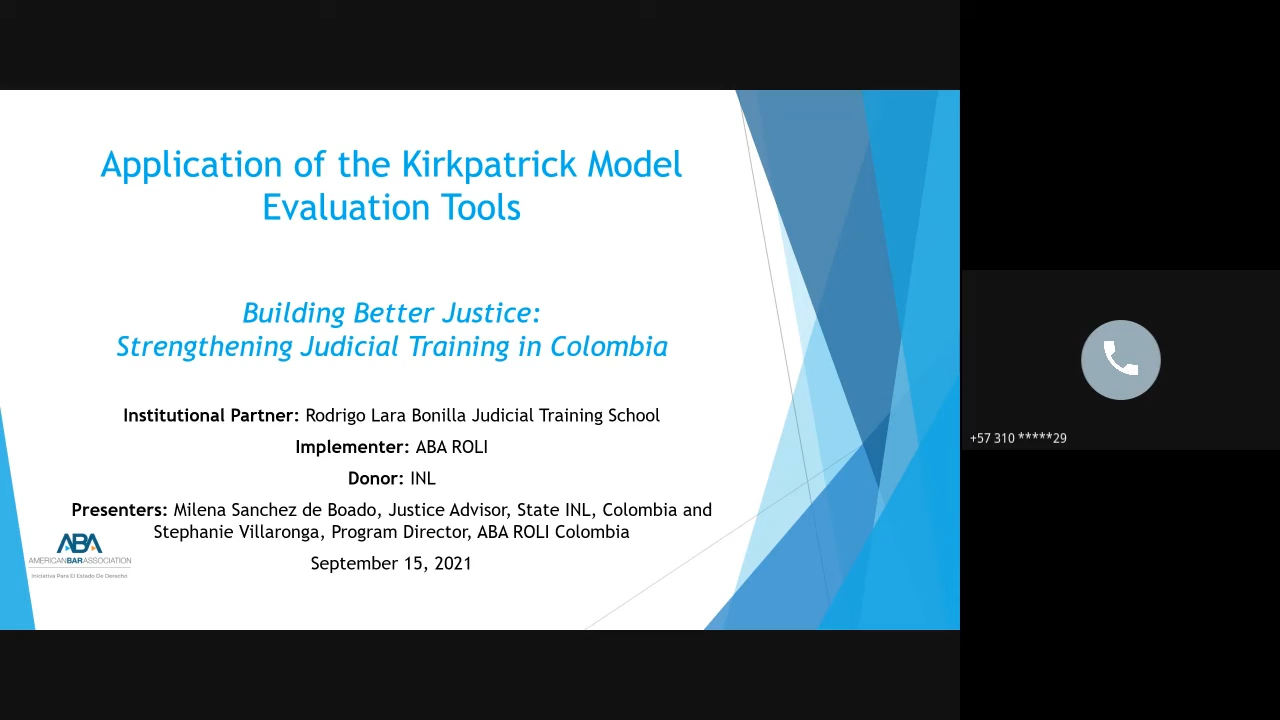 Application of the Kirkpatrick Model
Evaluation Tools
Building Better Justice:
Strengthening Judicial Training in Colombia
Institutional Partner: Rodrigo Lara Bonilla Judicial Training School
Implementer: ABA ROLI
Donor: INL
Presenters: Milena Sanchez de Boado, Justice Advisor, State INL, Colombia and
Stephanie Villaronga, Program Director, ABA ROLI Colombia
September 15, 2021
ABA
AMERICANBARASSOCIATION
Iniciativa Para El Estado De Derecho
+57 310 *****29